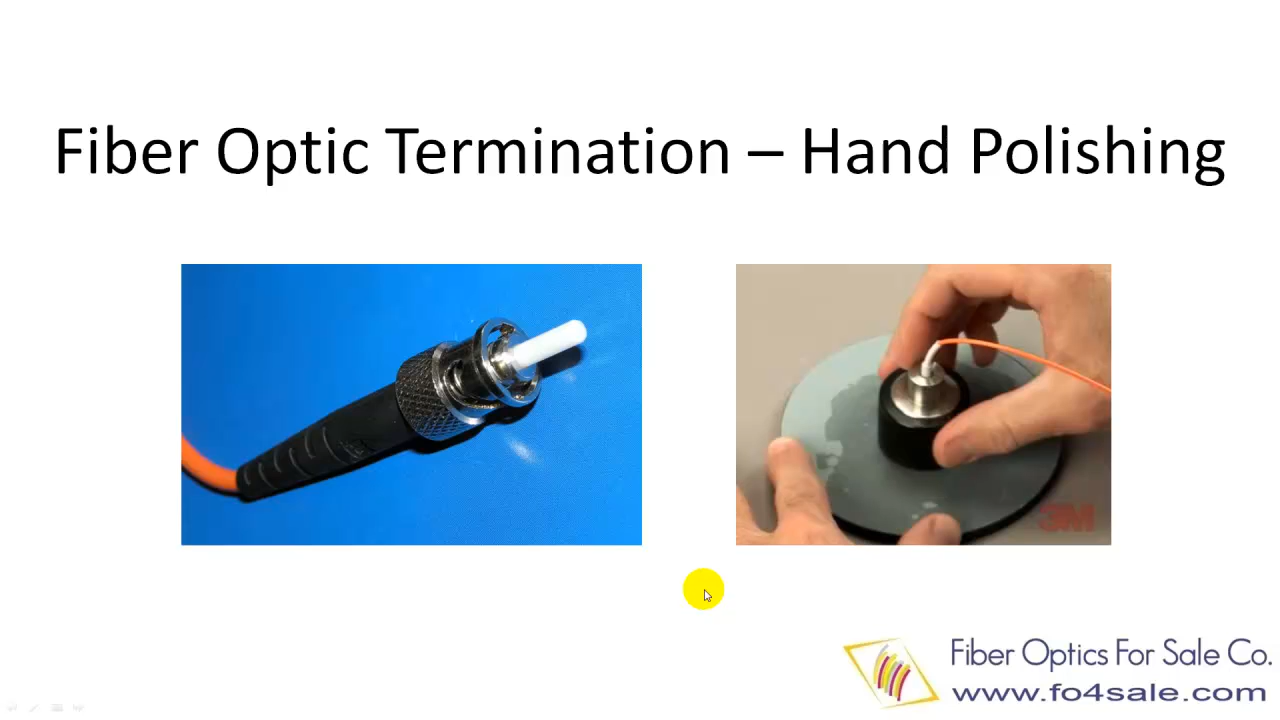 Fiber Optic Termination – Hand Polishing
3M
Fiber Optics For Sale Co.
www.fo4sale.com